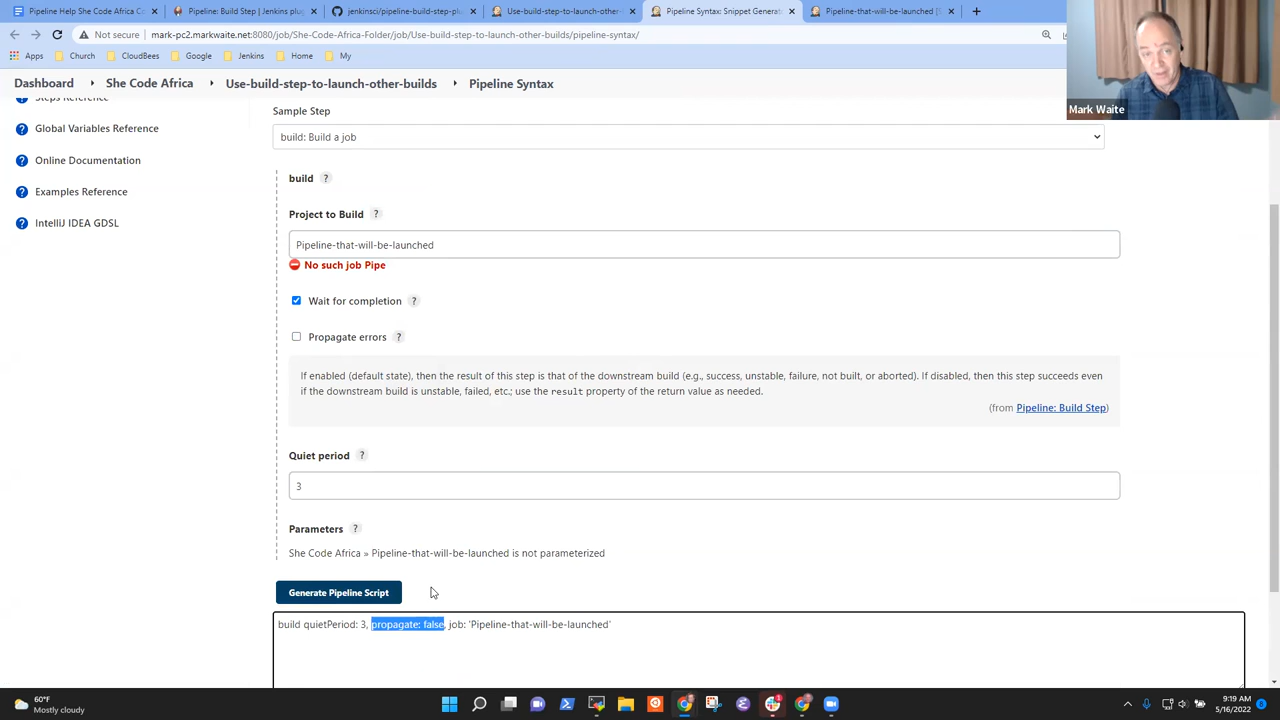 Pipeline Help She Code Africa Co
Pipeline: Build Step | Jenkins plug
jenkinsci/pipeline-build-step-plu
Use-build-step-to-launch-other-
Pipeline Syntax: Snippet Generat
Pipeline-that-will-be-launched [S
Not secure
mark-pc2.markwaite.net:8080/job/She-Code-Africa-Folder/job/Use-build-step-to-launch-other-builds/pipeline-syntax/
Apps
Church
CloudBees
Google
Jenkins
Home
My
Mark Waite
Dashboard
She Code Africa
Use-build-step-to-launch-other-builds
Pipeline Syntax
Steps Reference
Global Variables Reference
Online Documentation
Examples Reference
IntelliJ IDEA GDSL
Sample Step
build: Build a job
build ?
Project to Build ?
Pipeline-that-will-be-launched
No such job Pipe
Wait for completion ?
Propagate errors ?
If enabled (default state), then the result of this step is that of the downstream build (e.g., success, unstable, failure, not built, or aborted). If disabled, then this step succeeds even
if the downstream build is unstable, failed, etc.; use the result property of the return value as needed.
(from Pipeline: Build Step)
Quiet period ?
3
Parameters ?
She Code Africa » Pipeline-that-will-be-launched is not parameterized
Generate Pipeline Script
build quietPeriod: 3, propagate: false, job: 'Pipeline-that-will-be-launched'
60°F
Mostly cloudy
9:19 AM
5/16/2022